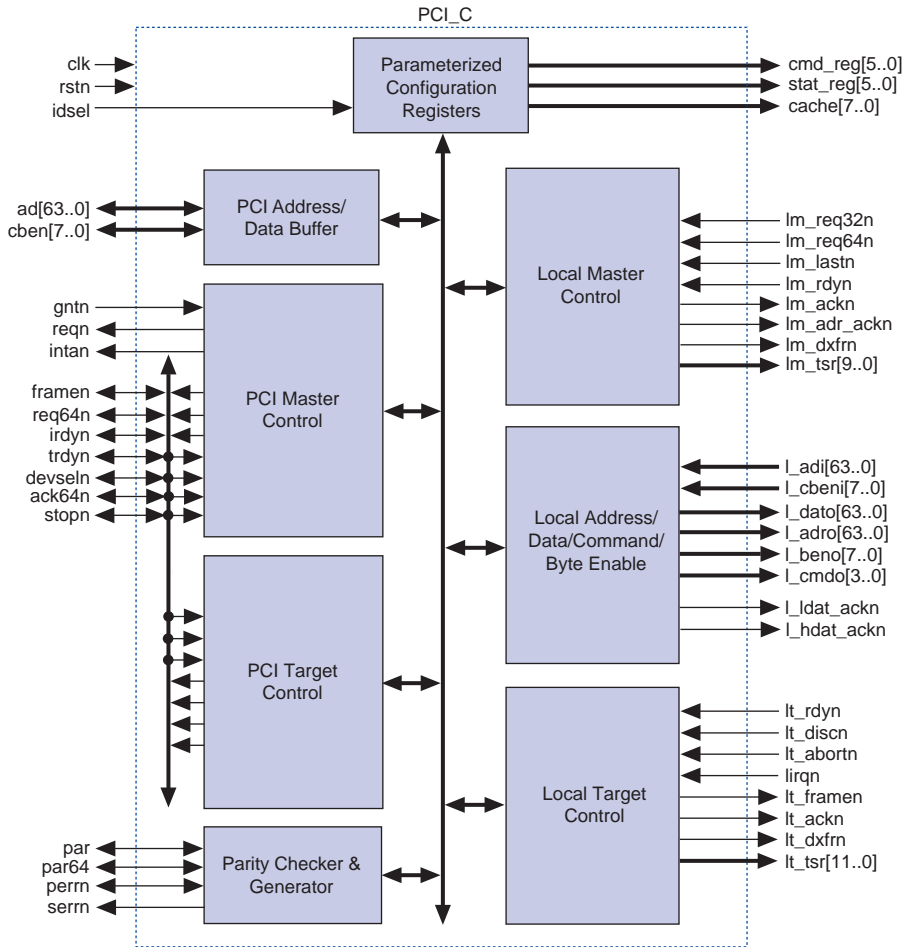 PCI_C
clk
rstn
idsel
Parameterized
Configuration
Registers
cmd_reg[5..0]
stat_reg[5..0]
cache[7..0]
ad[63..0]
cben[7..0]
PCI Address/
Data Buffer
gntn
reqn
intan
framen
req64n
irdyn
trdyn
devseln
ack64n
stopn
PCI Master
Control
PCI Target
Control
par
par64
perrn
serrn
Parity Checker &
Generator
Local Master
Control
lm_req32n
lm_req64n
lm_lastn
lm_rdyn
lm_ackn
lm_adr_ackn
lm_dxfrn
lm_tsr[9..0]
Local Address/
Data/Command/
Byte Enable
l_adi[63..0]
l_cbeni[7..0]
l_dato[63..0]
l_adro[63..0]
l_beno[7..0]
l_cmdo[3..0]
l_ldat_ackn
l_hdat_ackn
Local Target
Control
lt_rdyn
lt_discn
lt_abortn
lirqn
lt_framen
lt_ackn
lt_dxfrn
lt_tsr[11..0]